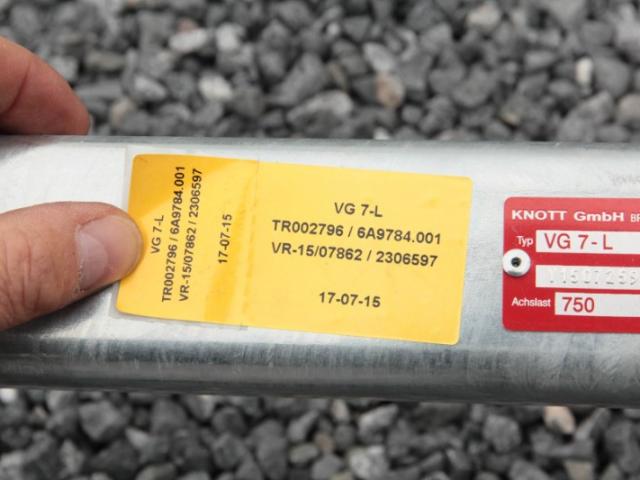 VG 7-L
TR002796 / 6A9784.001
VR-15/07862 / 2306597
17-07-15
VG 7-L
TR002796 / 6A9784.001
VR-15/07862 / 2306597
17-07-15
KNOTT GmbH
Typ VG 7-L
Achslast 750